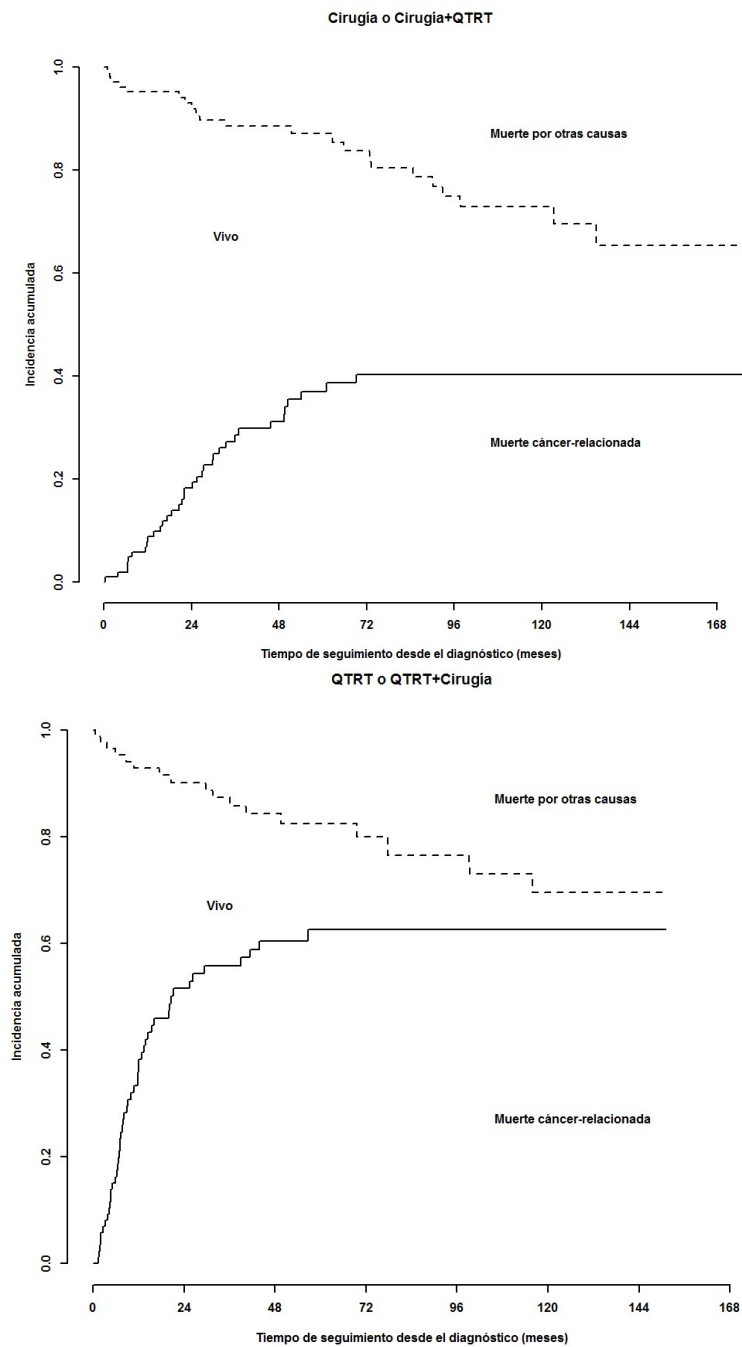 Cirugía o Cirugía+QTRT
1.0
Muerte por otras causas
0.8
Vivo
0.6
Incidencia acumulada
0.4
Muerte cáncer-relacionada
0.2
0.0
0 24 48 72 96 120 144 168
Tiempo de seguimiento desde el diagnóstico (meses)
QTRT o QTRT+Cirugía
1.0
Muerte por otras causas
0.8
Vivo
0.6
Incidencia acumulada
0.4
Muerte cáncer-relacionada
0.2
0.0
0 24 48 72 96 120 144 168
Tiempo de seguimiento desde el diagnóstico (meses)